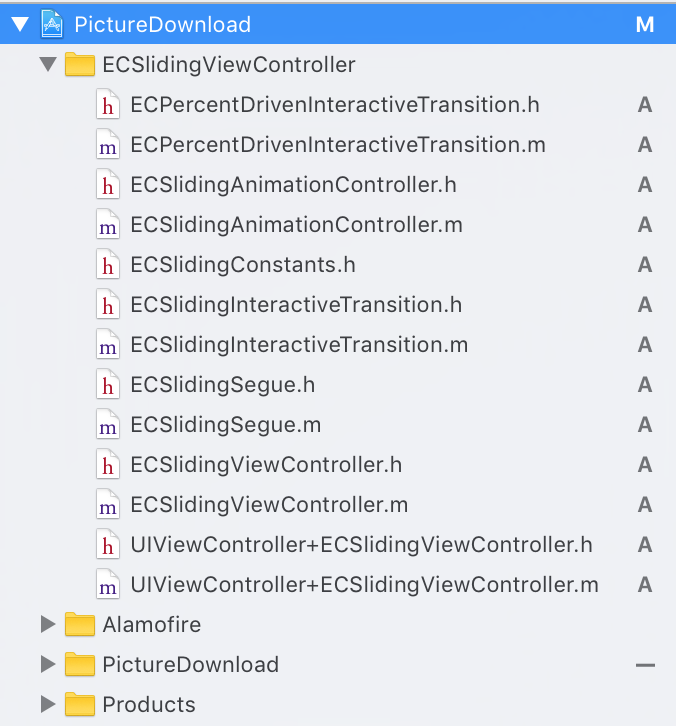 PictureDownload M
ECSlidingViewController
h ECPercentDrivenInteractiveTransition.h A
m ECPercentDrivenInteractiveTransition.m A
h ECSlidingAnimationController.h A
m ECSlidingAnimationController.m A
h ECSlidingConstants.h A
h ECSlidingInteractiveTransition.h A
m ECSlidingInteractiveTransition.m A
h ECSlidingSegue.h A
m ECSlidingSegue.m A
h ECSlidingViewController.h A
m ECSlidingViewController.m A
h UIViewController+ECSlidingViewController.h A
m UIViewController+ECSlidingViewController.m A
Alamofire
PictureDownload —
Products